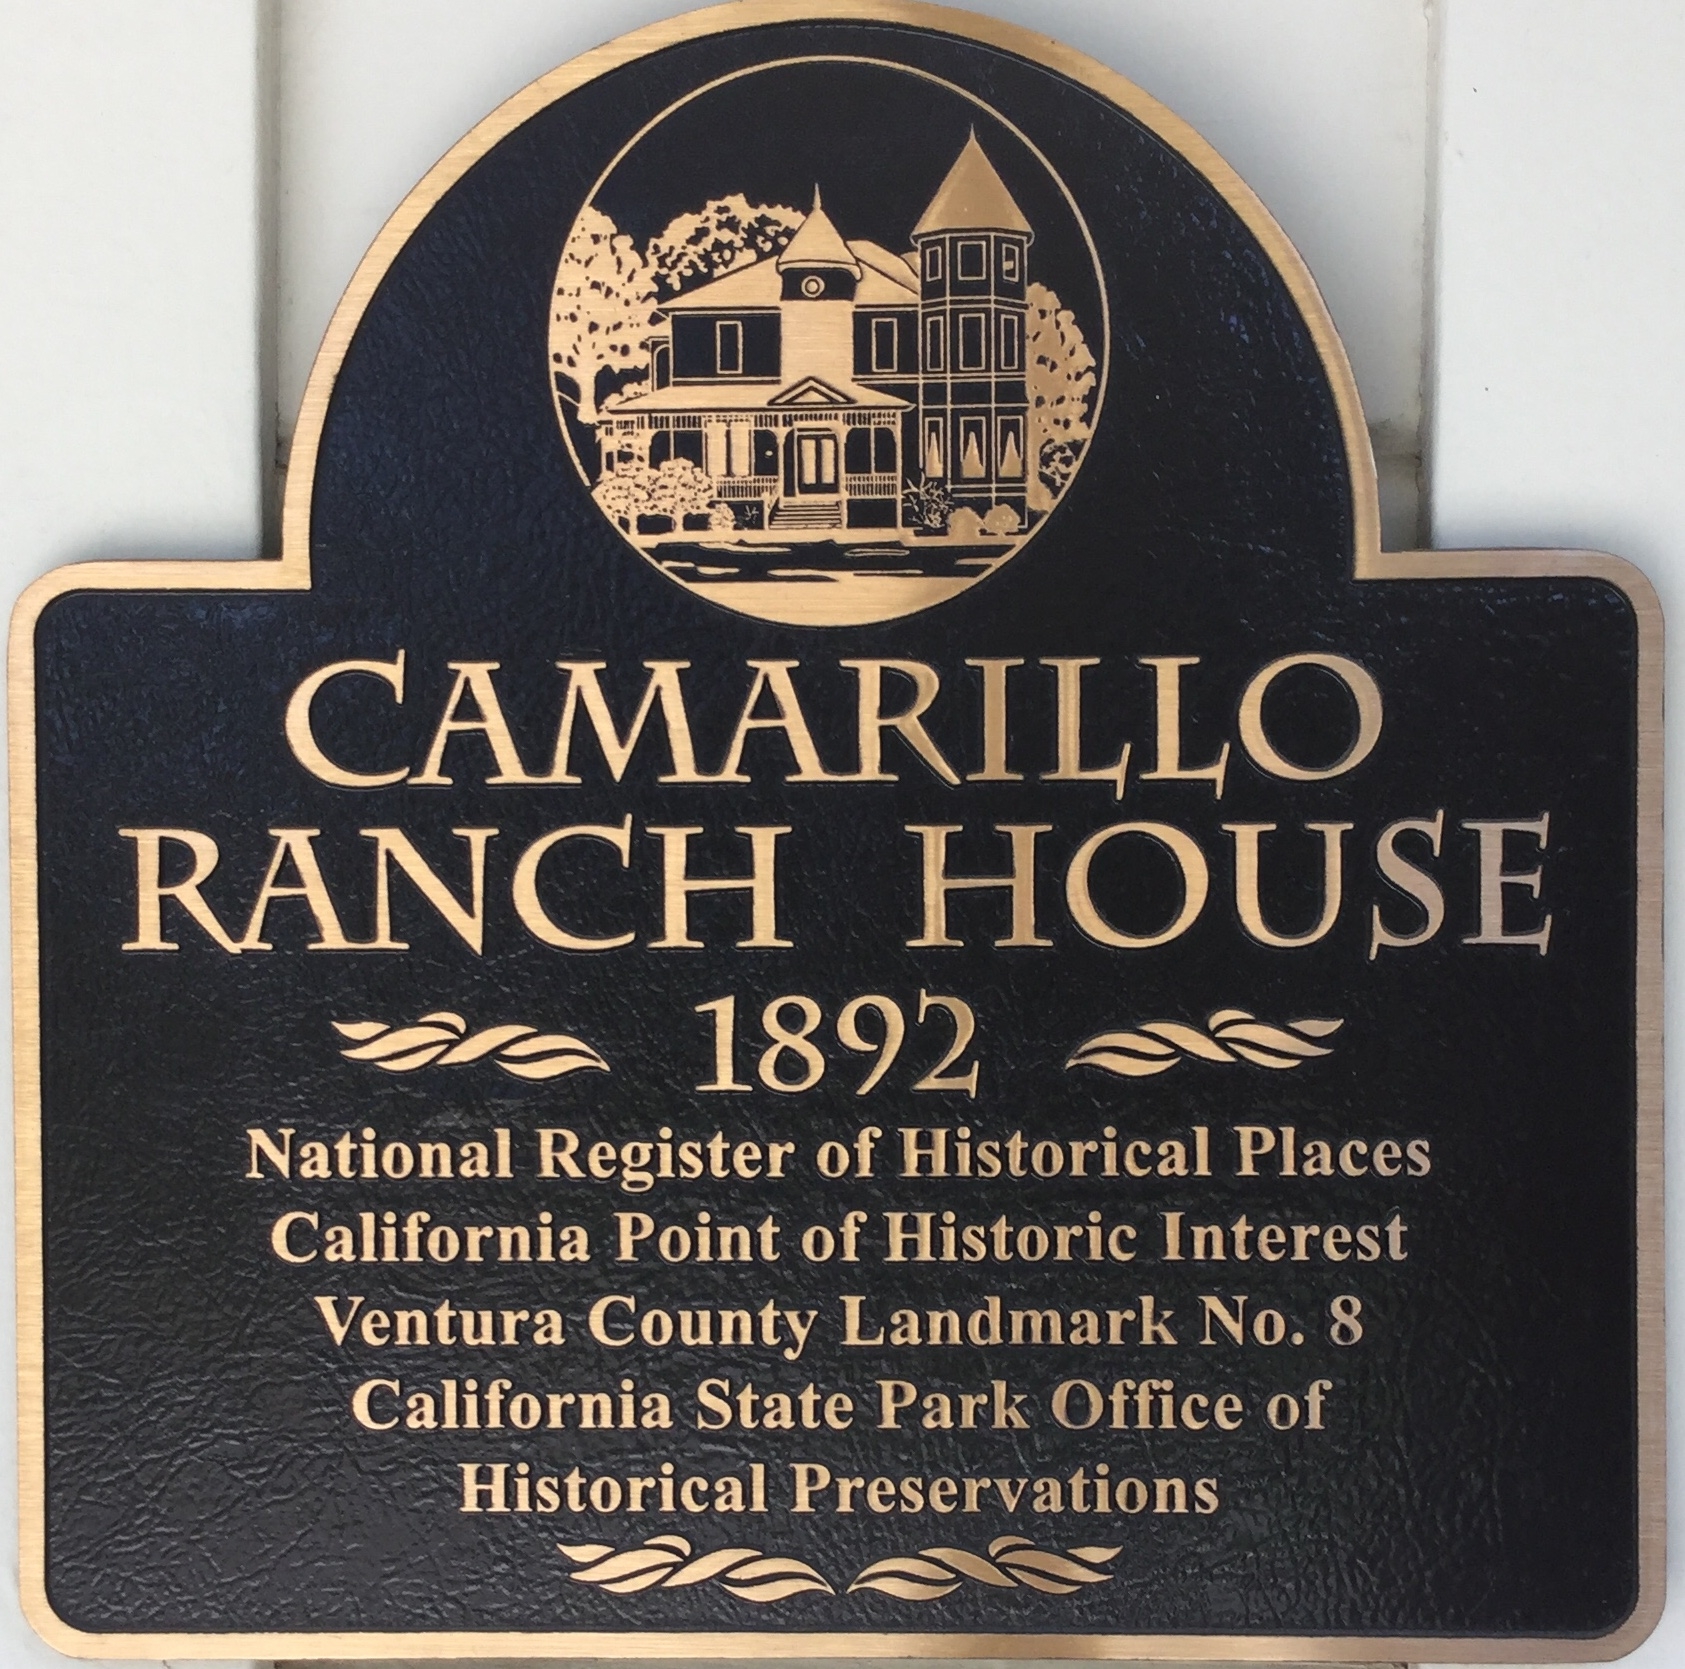 CAMARILLO
RANCH HOUSE
1892
National Register of Historical Places
California Point of Historic Interest
Ventura County Landmark No. 8
California State Park Office of
Historical Preservations